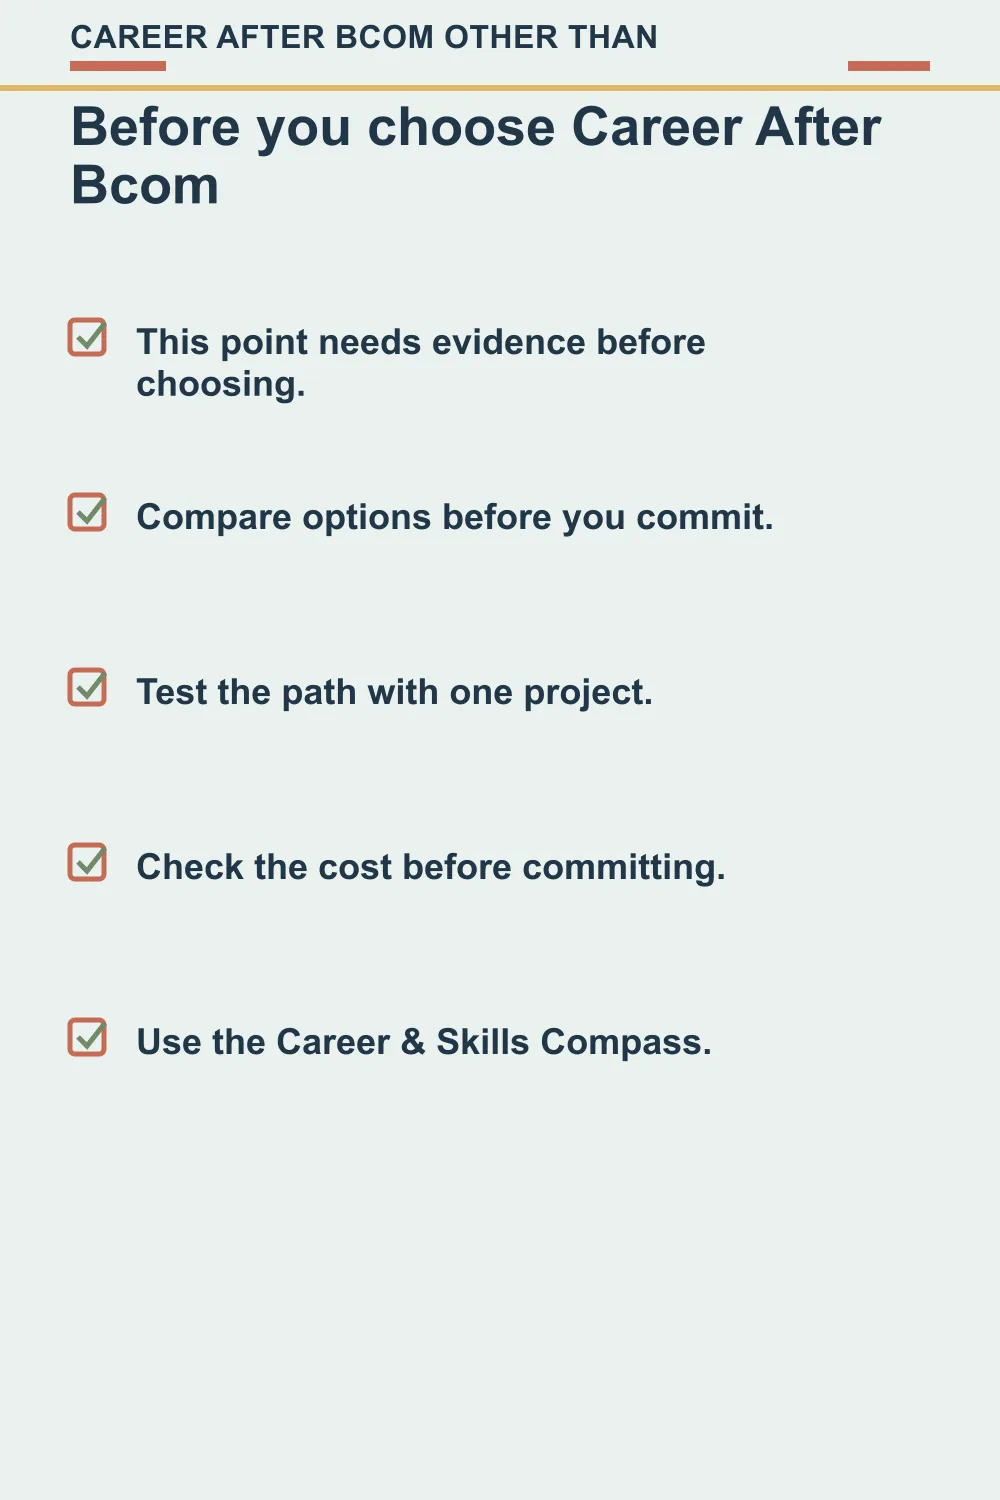 CAREER AFTER BCOM OTHER THAN
Before you choose Career After
Bcom
This point needs evidence before
choosing.
Compare options before you commit.
Test the path with one project.
Check the cost before committing.
Use the Career & Skills Compass.